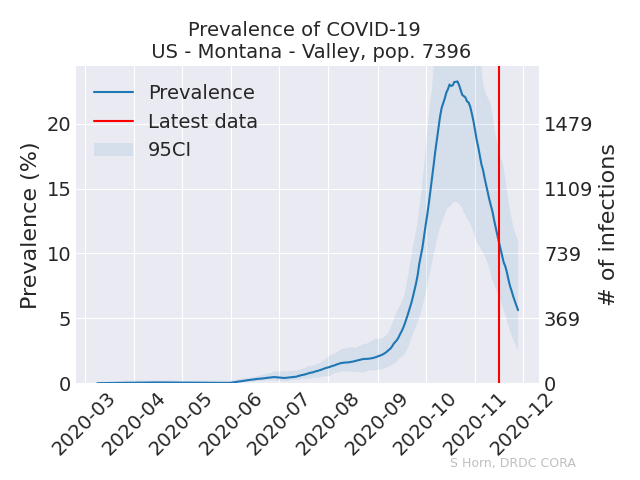 Prevalence of COVID-19
US - Montana - Valley, pop. 7396
Prevalence
Latest data
95CI
Prevalence (%)
20
15
10
5
0
1479
1109
739
369
0
# of infections
2020-03
2020-04
2020-05
2020-06
2020-07
2020-08
2020-09
2020-10
2020-11
2020-12
S Horn, DRDC CORA